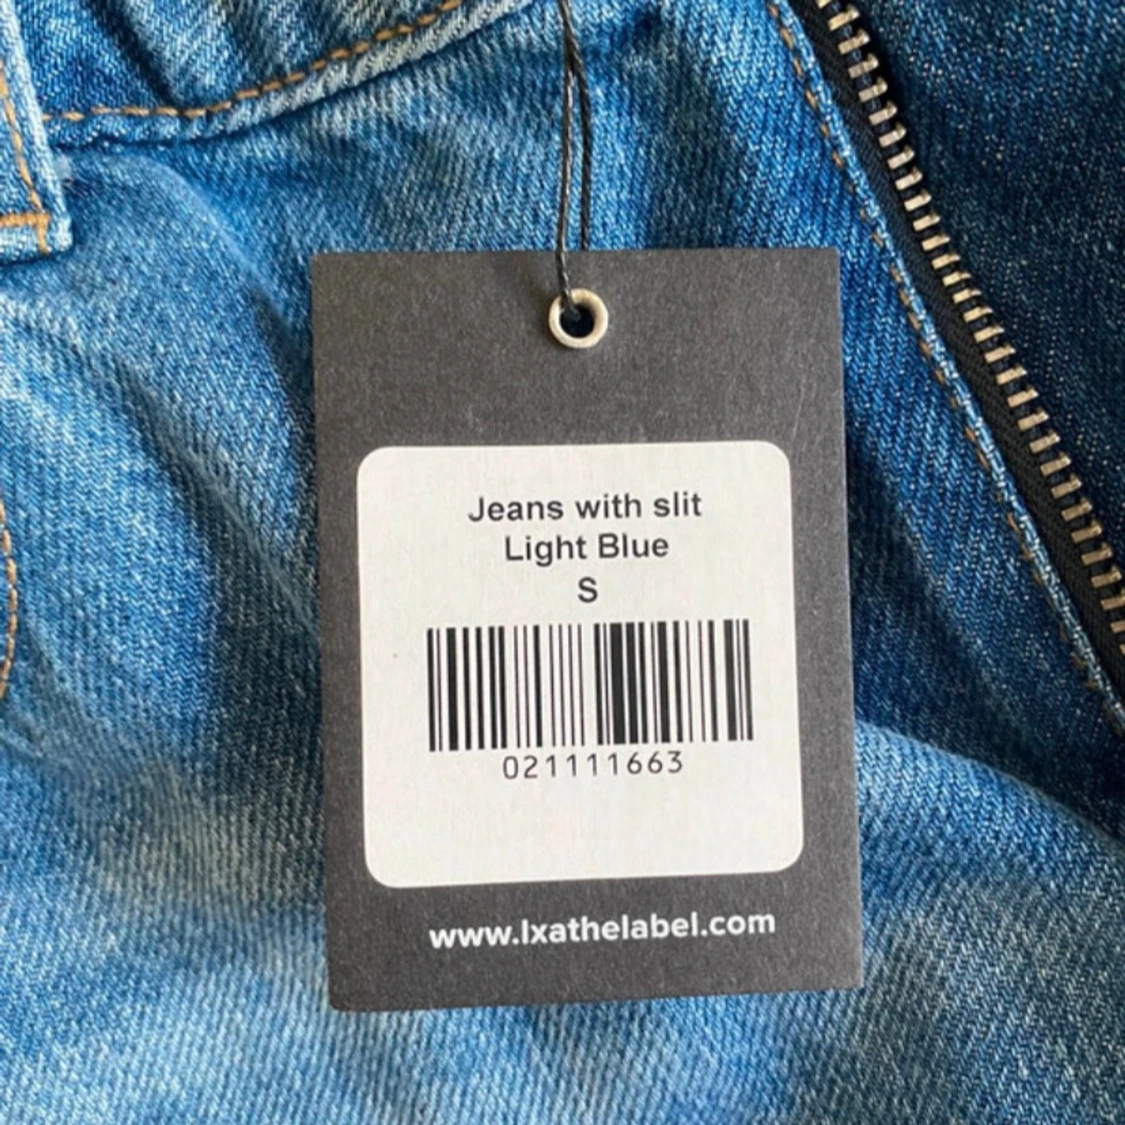 Jeans with slit
Light Blue
S
021111663
www.lxathelabel.com